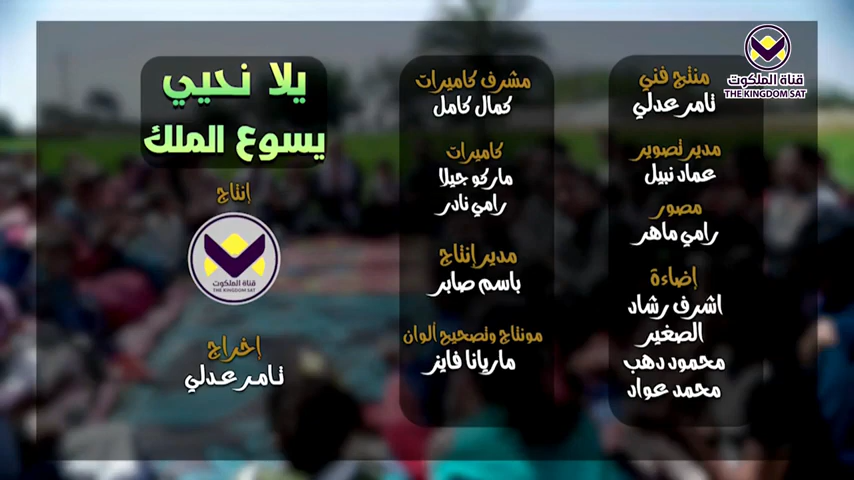 قناة الملكوت
THE KINGDOM SAT
منتج فني
تامر عدلي
مدير تصوير
عماد نبيل
مصور
رامي ماهر
إضاءة
اشرف رشاد
الصغير
محمود دهب
محمد عواد
مشرف كاميرات
كمال كامل
كاميرات
ماركو جيلا
رامي نادر
مدير إنتاج
باسم صابر
مونتاج وتصحيح ألوان
ماريانا فايز
يلا نحيي
يسوع الملك
إنتاج
قناة الملكوت
THE KINGDOM SAT
إخراج
تامر عدلي